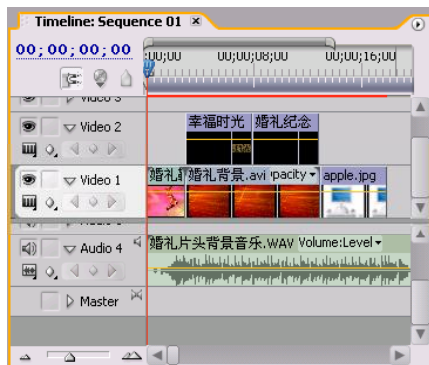 Timeline: Sequence 01
00;00;00;00
00;00 00;00;08;00 00;00;16;00
Video 3
Video 2
幸福时光 婚礼纪念
Video 1
婚礼 婚礼背景.avi pacity apple.jpg
Audio 4
婚礼片头背景音乐.WAV Volume:Level
Master